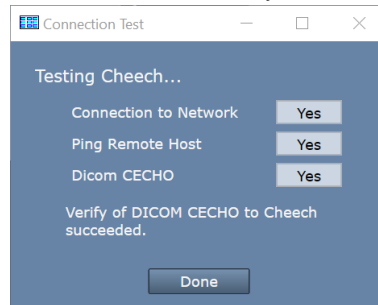 Connection Test
Testing Cheech...
Connection to Network Yes
Ping Remote Host Yes
Dicom CECHO Yes
Verify of DICOM CECHO to Cheech
succeeded.
Done